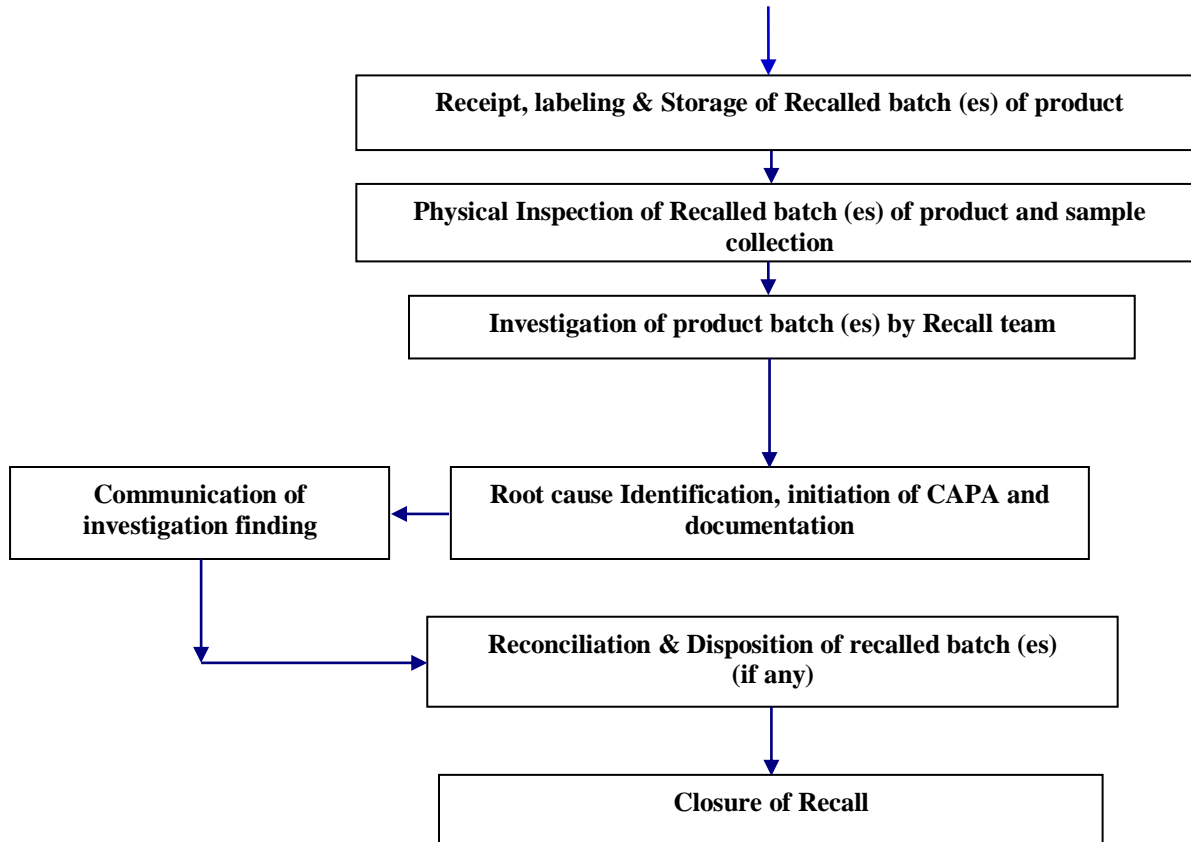 Receipt, labeling & Storage of Recalled batch (es) of product
Physical Inspection of Recalled batch (es) of product and sample
collection
Investigation of product batch (es) by Recall team
Communication of
investigation finding
Root cause Identification, initiation of CAPA and
documentation
Reconciliation & Disposition of recalled batch (es)
(if any)
Closure of Recall